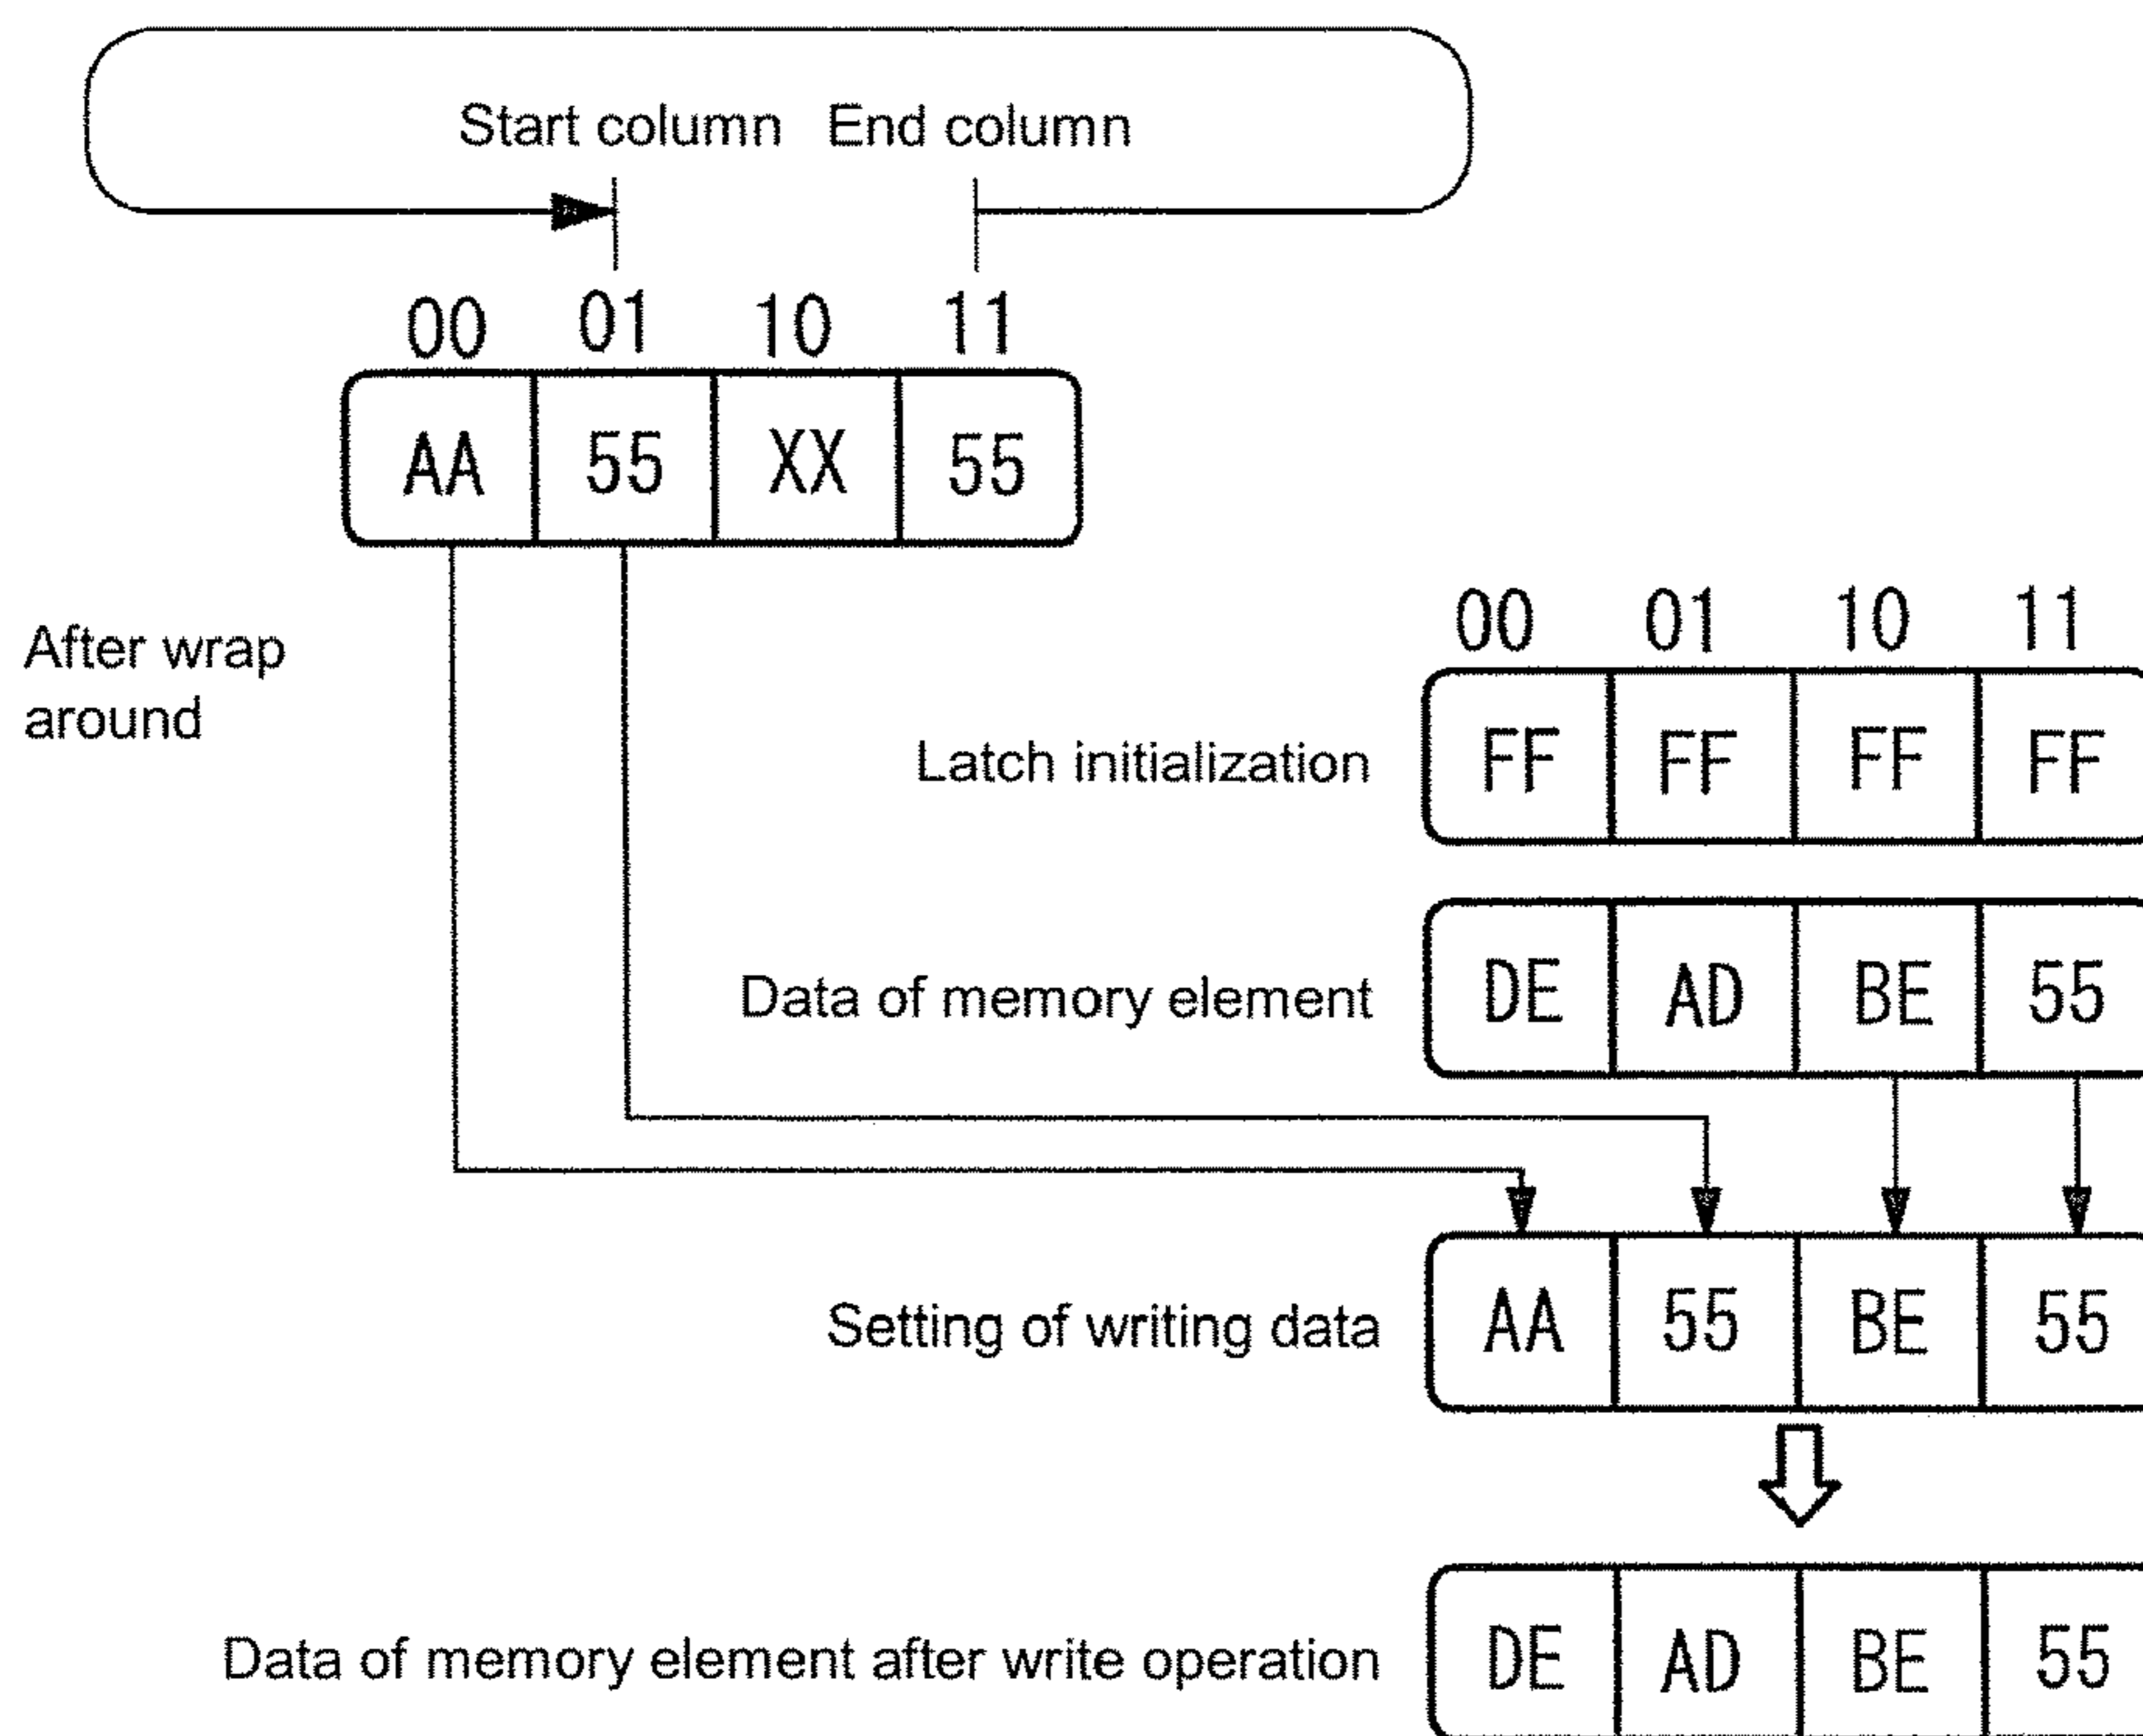 Start column End column
00 01 10 11
AA 55 XX 55
After wrap
around
00 01 10 11
Latch initialization FF FF FF FF
Data of memory element DE AD BE 55
Setting of writing data AA 55 BE 55
Data of memory element after write operation DE AD BE 55